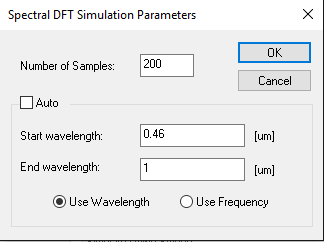 Spectral DFT Simulation Parameters
Number of Samples: 200 OK
Cancel
Auto
Start wavelength: 0.46 [um]
End wavelength: 1 [um]
Use Wavelength Use Frequency